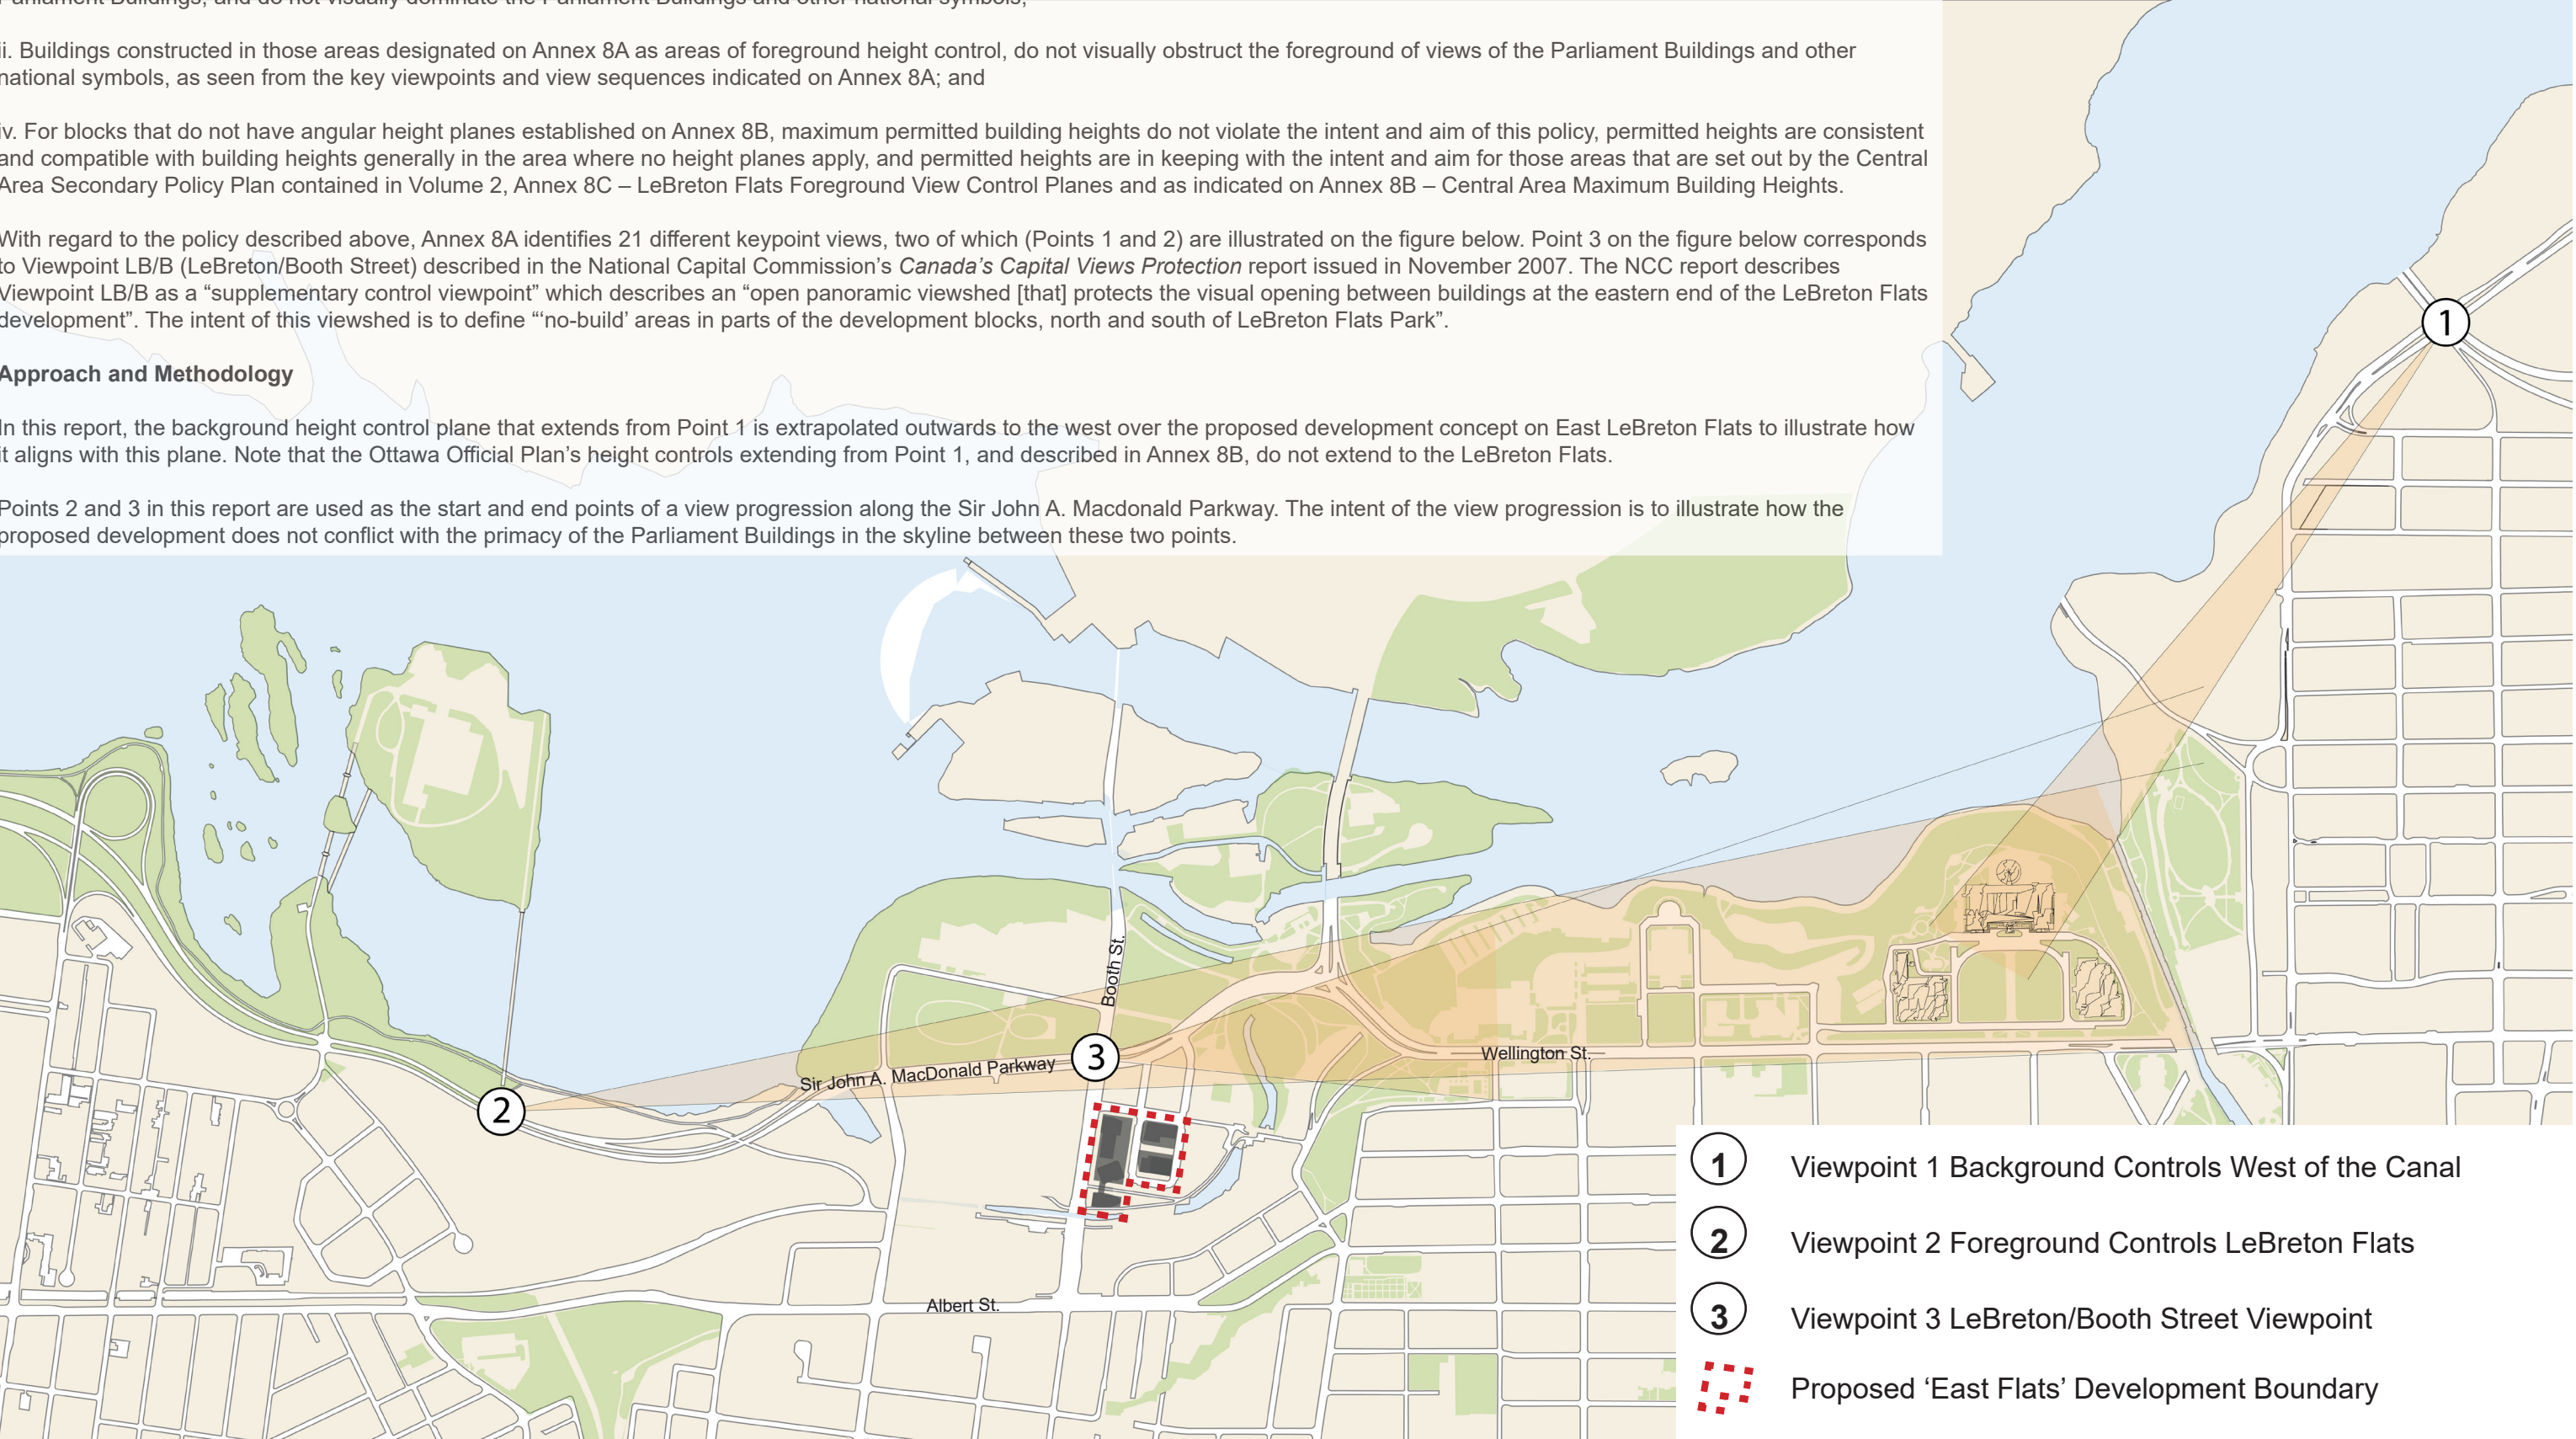 Parliament Buildings, and do not visually dominate the Parliament Buildings and other national symbols;
ii. Buildings constructed in those areas designated on Annex 8A as areas of foreground height control, do not visually obstruct the foreground of views of the Parliament Buildings and other
national symbols, as seen from the key viewpoints and view sequences indicated on Annex 8A; and
iv. For blocks that do not have angular height planes established on Annex 8B, maximum permitted building heights do not violate the intent and aim of this policy, permitted heights are consistent
and compatible with building heights generally in the area where no height planes apply, and permitted heights are in keeping with the intent and aim for those areas that are set out by the Central
Area Secondary Policy Plan contained in Volume 2, Annex 8C – LeBreton Flats Foreground View Control Planes and as indicated on Annex 8B – Central Area Maximum Building Heights.
With regard to the policy described above, Annex 8A identifies 21 different keypoint views, two of which (Points 1 and 2) are illustrated on the figure below. Point 3 on the figure below corresponds
to Viewpoint LB/B (LeBreton/Booth Street) described in the National Capital Commission’s Canada’s Capital Views Protection report issued in November 2007. The NCC report describes
Viewpoint LB/B as a “supplementary control viewpoint” which describes an “open panoramic viewshed [that] protects the visual opening between buildings at the eastern end of the LeBreton Flats
development”. The intent of this viewshed is to define “‘no-build’ areas in parts of the development blocks, north and south of LeBreton Flats Park”.
Approach and Methodology
In this report, the background height control plane that extends from Point 1 is extrapolated outwards to the west over the proposed development concept on East LeBreton Flats to illustrate how
it aligns with this plane. Note that the Ottawa Official Plan’s height controls extending from Point 1, and described in Annex 8B, do not extend to the LeBreton Flats.
Points 2 and 3 in this report are used as the start and end points of a view progression along the Sir John A. Macdonald Parkway. The intent of the view progression is to illustrate how the
proposed development does not conflict with the primacy of the Parliament Buildings in the skyline between these two points.
1
Booth St.
3
Wellington St.
Sir John A. MacDonald Parkway
2
Albert St.
1 Viewpoint 1 Background Controls West of the Canal
2 Viewpoint 2 Foreground Controls LeBreton Flats
3 Viewpoint 3 LeBreton/Booth Street Viewpoint
Proposed ‘East Flats’ Development Boundary